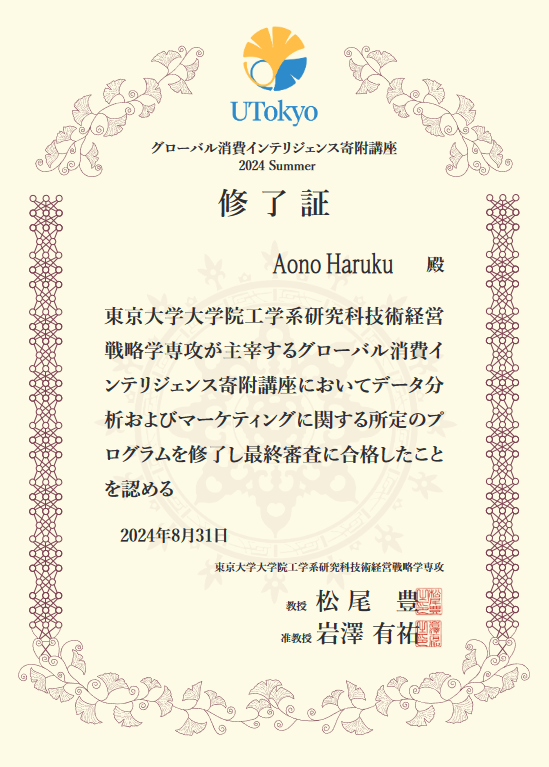 UTokyo
グローバル消費インテリジェンス寄附講座
2024 Summer
修了証
Aono Haruku 殿
東京大学大学院工学系研究科技術経営
戦略学専攻が主宰するグローバル消費イ
ンテリジェンス寄附講座においてデータ分
析およびマーケティングに関する所定のプ
ログラムを修了し最終審査に合格したこと
を認める
2024年8月31日
東京大学大学院工学系研究科技術経営戦略学専攻
教授 松尾 豊
准教授 岩澤 有祐